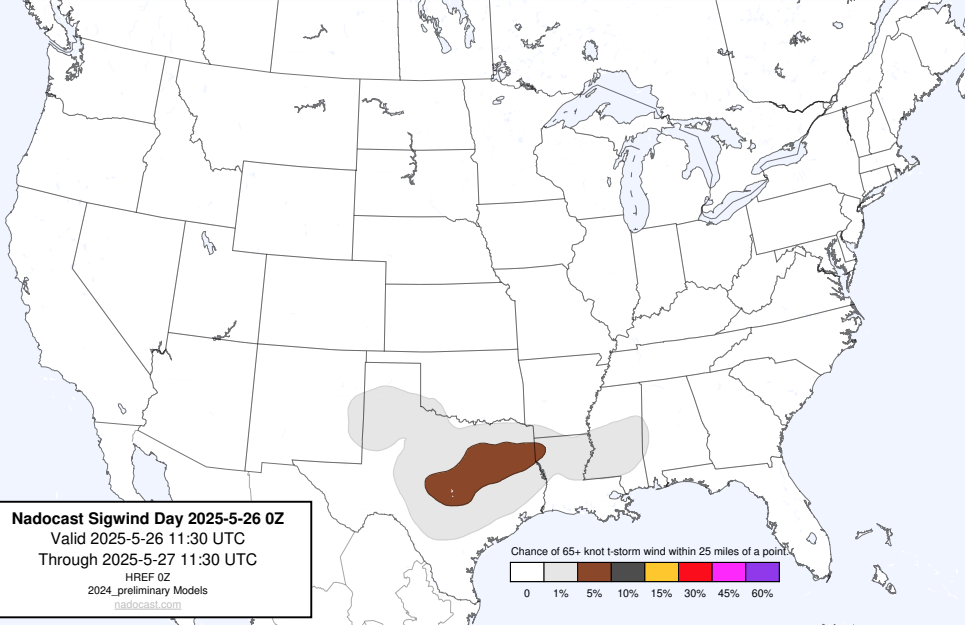 Nadocast Sigwind Day 2025-5-26 0Z
Valid 2025-5-26 11:30 UTC
Through 2025-5-27 11:30 UTC
HREF 0Z
2024_preliminary Models
nadocast.com
Chance of 65+ knot t-storm wind within 25 miles of a point.
0 1% 5% 10% 15% 30% 45% 60%